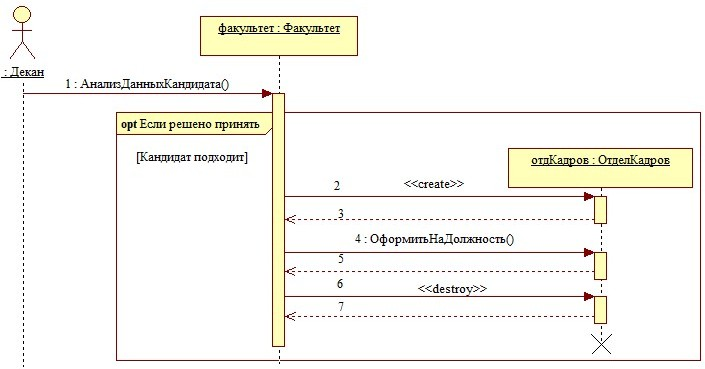 : Декан
факультет : Факультет
1 : АнализДанныхКандидата()
opt Если решено принять
[Кандидат подходит]
отдКадров : ОтделКадров
2 <<create>>
3
4 : ОформитьНаДолжность()
5
6 <<destroy>>
7